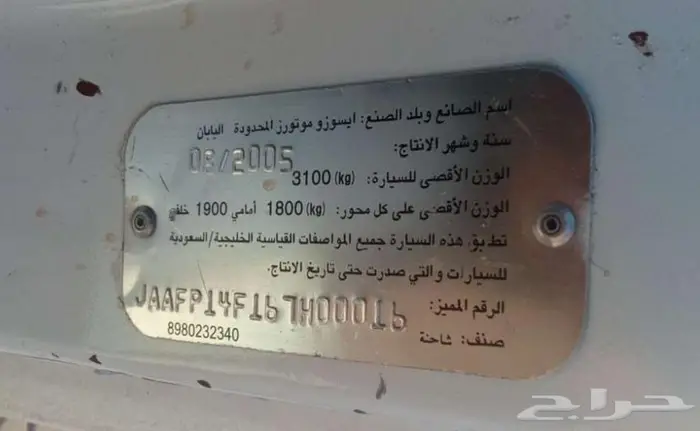 اسم الصانع وبلد الصنع: ايسوزو موتورز المحدودة اليابان
سنة وشهر الانتاج: 03/2005
الوزن الأقصى للسيارة: 3100 (kg)
الوزن الأقصى على كل محور: 1800 (kg) أمامي 1900 خلفي
تطبق، هذه السيارة جميع المواصفات القياسية الخليجية/السعودية
للسيارات والتي صدرت حتى تاريخ الانتاج.
الرقم المميز: JAAFP14F167H00016
صنف: شاحنة 8980232340
حراج